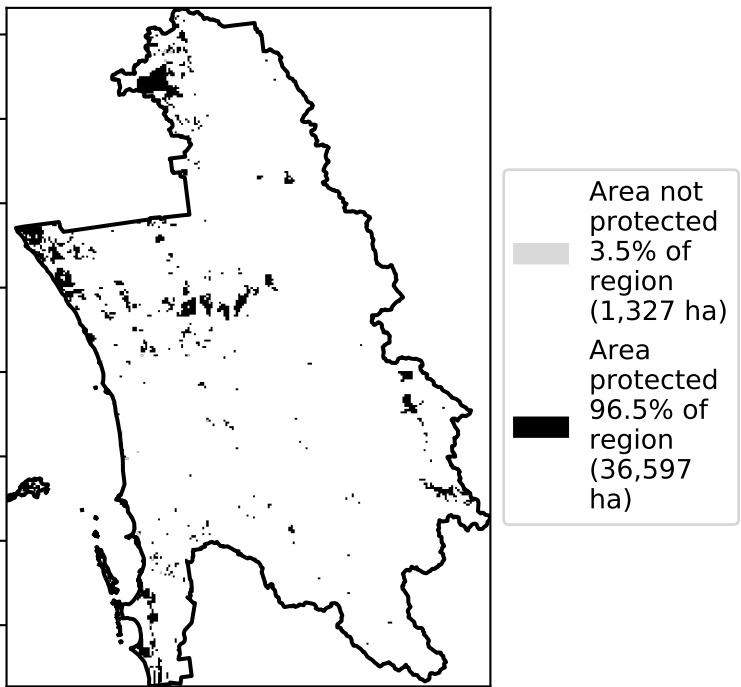 Area not
protected
3.5% of
region
(1,327 ha)
Area
protected
96.5% of
region
(36,597
ha)